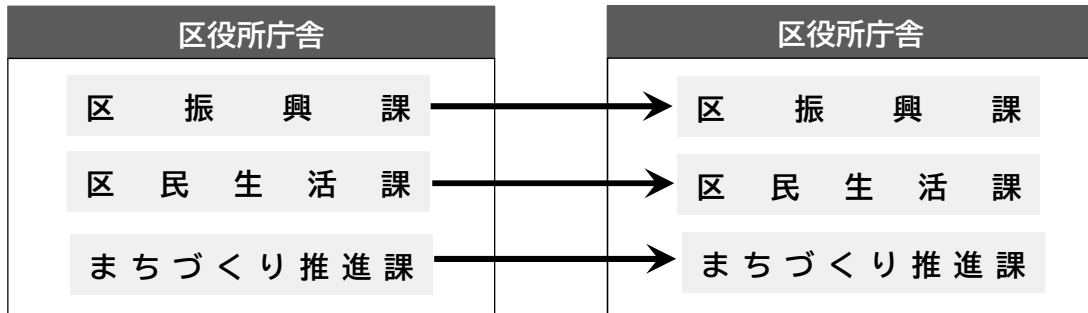 区役所庁舎
区振興課
区民生活課
まちづくり推進課
区役所庁舎
区振興課
区民生活課
まちづくり推進課